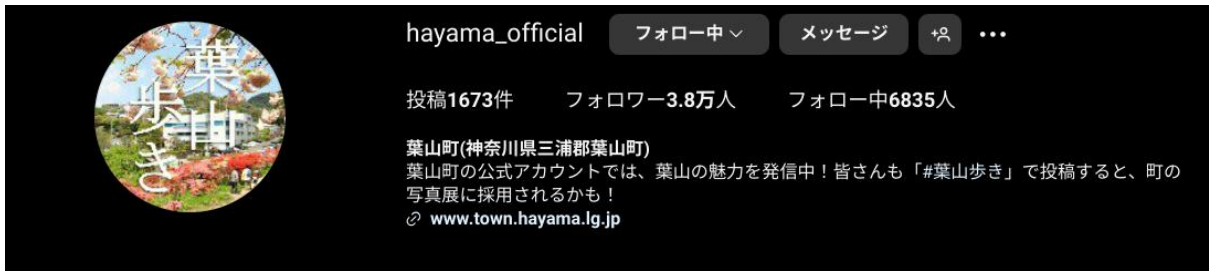 葉山
歩き
hayama_official フォロー中 メッセージ
投稿1673件 フォロワー3.8万人 フォロー中6835人
葉山町(神奈川県三浦郡葉山町)
葉山町の公式アカウントでは、葉山の魅力を発信中！皆さんも「#葉山歩き」で投稿すると、町の
写真展に採用されるかも！
www.town.hayama.lg.jp